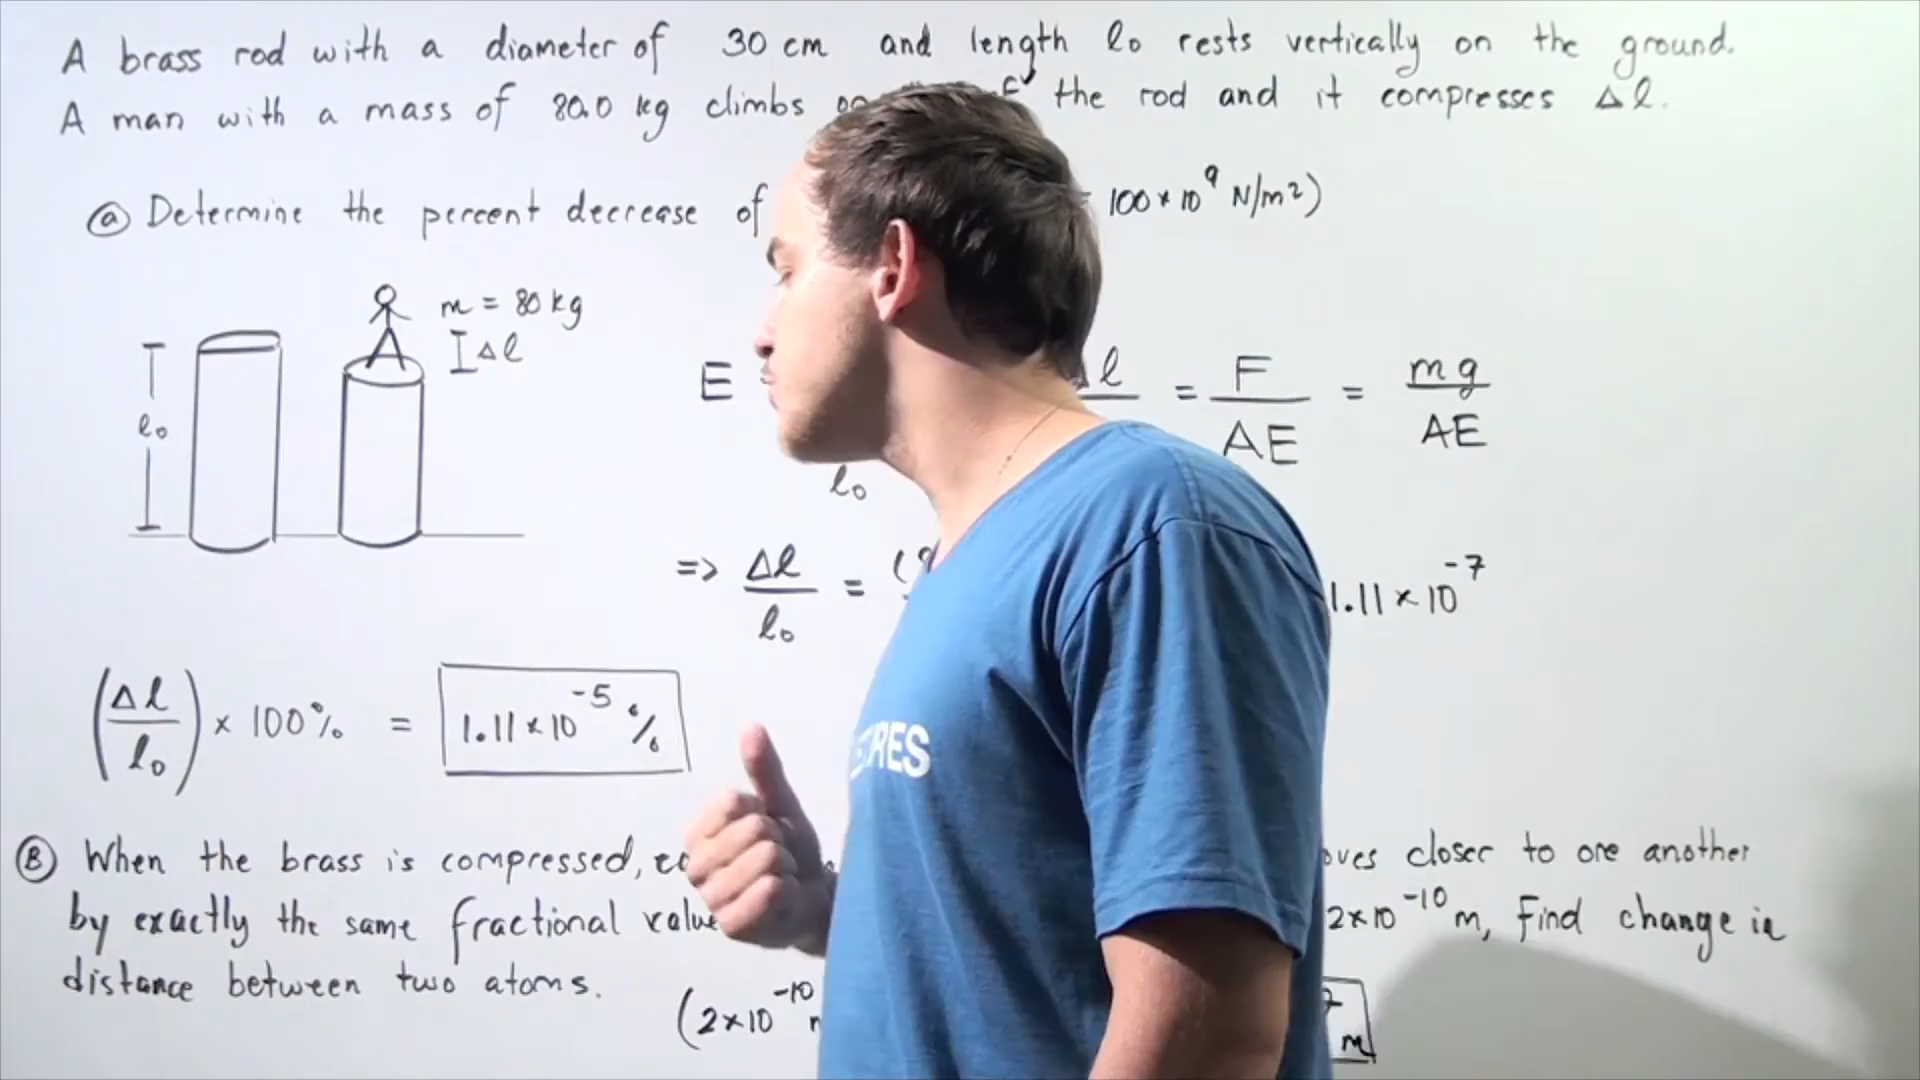 A brass rod with a diameter of 30 cm and length l₀ rests vertically on the ground.
A man with a mass of 80.0 kg climbs the rod and it compresses Δl.
ⓐ Determine the percent decrease of = 100×10⁹ N/m²)
m = 80 kg
Δl
l₀
E
l₀
Δl = F/AE = mg/AE
=> Δl/l₀ = 1.11×10⁻⁷
(Δl/l₀) × 100% = 1.11×10⁻⁵ %
Ⓑ When the brass is compressed, closer to one another
by exactly the same fractional value 2×10⁻¹⁰ m, Find change in
distance between two atoms.
(2×10⁻¹⁰ m